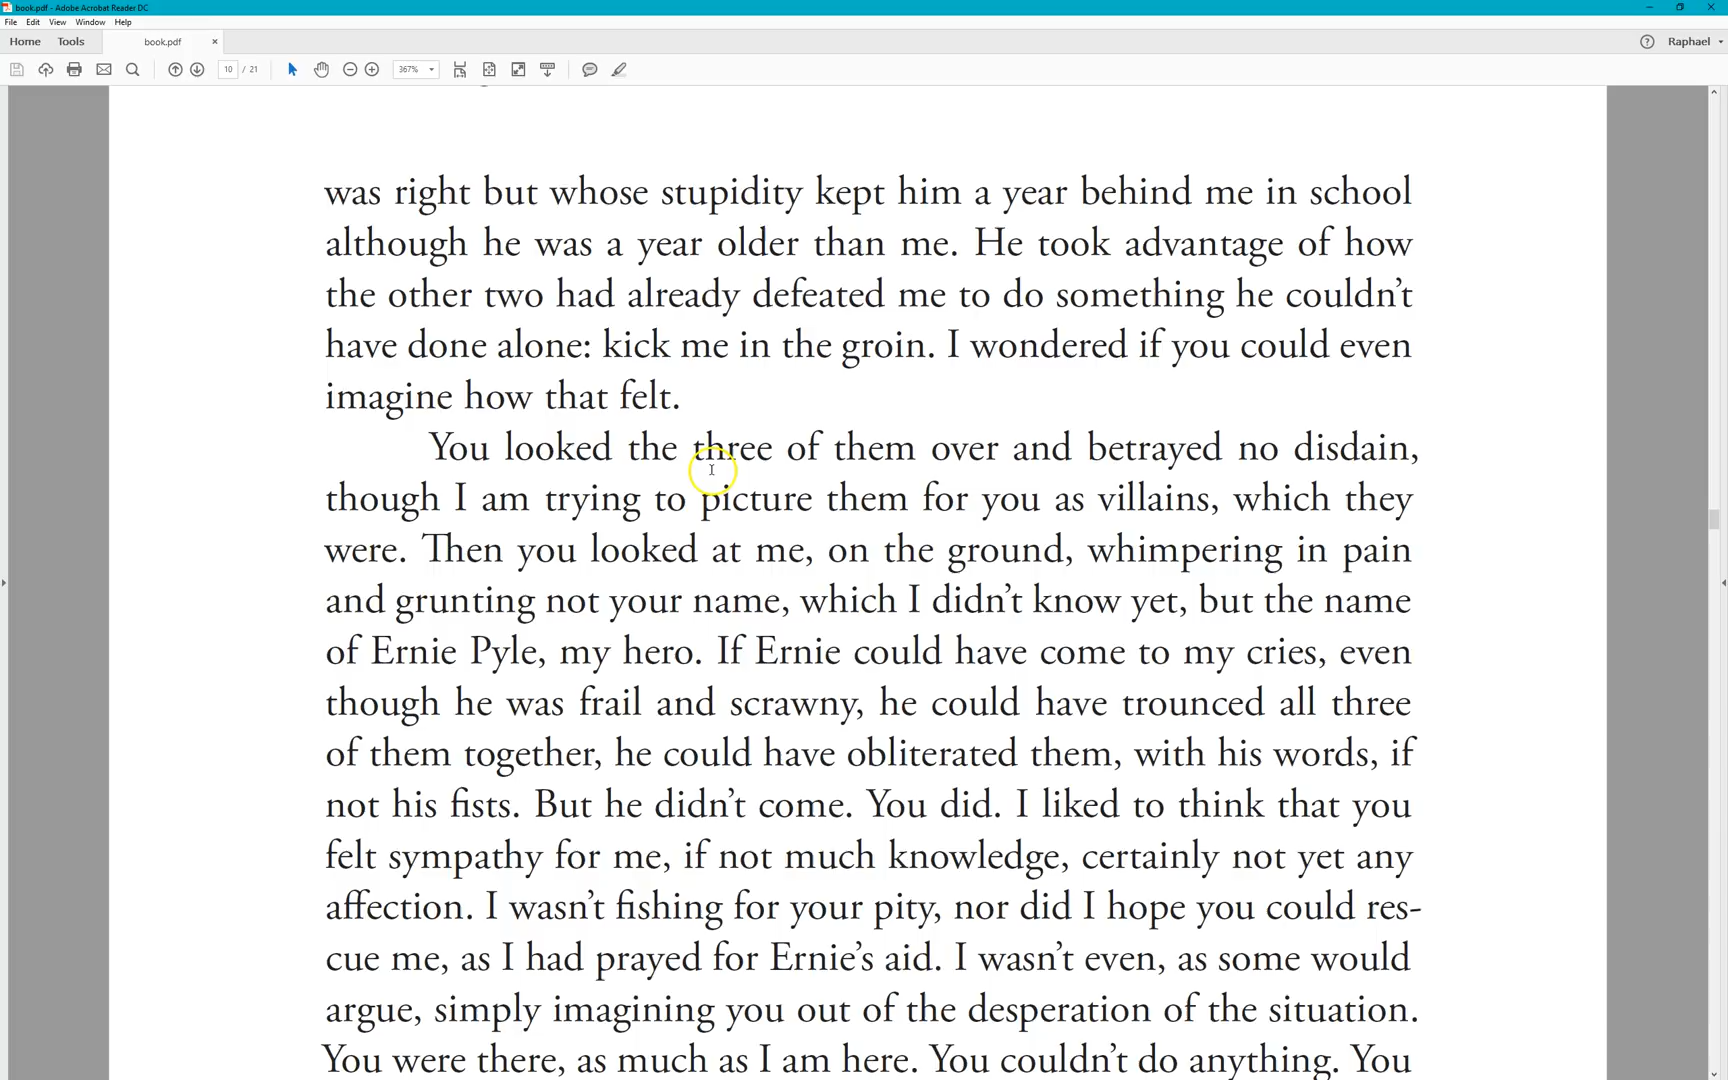 book.pdf - Adobe Acrobat Reader DC
File Edit View Window Help
Home Tools book.pdf × Raphael
10 / 21 367%
was right but whose stupidity kept him a year behind me in school
although he was a year older than me. He took advantage of how
the other two had already defeated me to do something he couldn’t
have done alone: kick me in the groin. I wondered if you could even
imagine how that felt.
You looked the three of them over and betrayed no disdain,
though I am trying to picture them for you as villains, which they
were. Then you looked at me, on the ground, whimpering in pain
and grunting not your name, which I didn’t know yet, but the name
of Ernie Pyle, my hero. If Ernie could have come to my cries, even
though he was frail and scrawny, he could have trounced all three
of them together, he could have obliterated them, with his words, if
not his fists. But he didn’t come. You did. I liked to think that you
felt sympathy for me, if not much knowledge, certainly not yet any
affection. I wasn’t fishing for your pity, nor did I hope you could res-
cue me, as I had prayed for Ernie’s aid. I wasn’t even, as some would
argue, simply imagining you out of the desperation of the situation.
You were there, as much as I am here. You couldn’t do anything. You